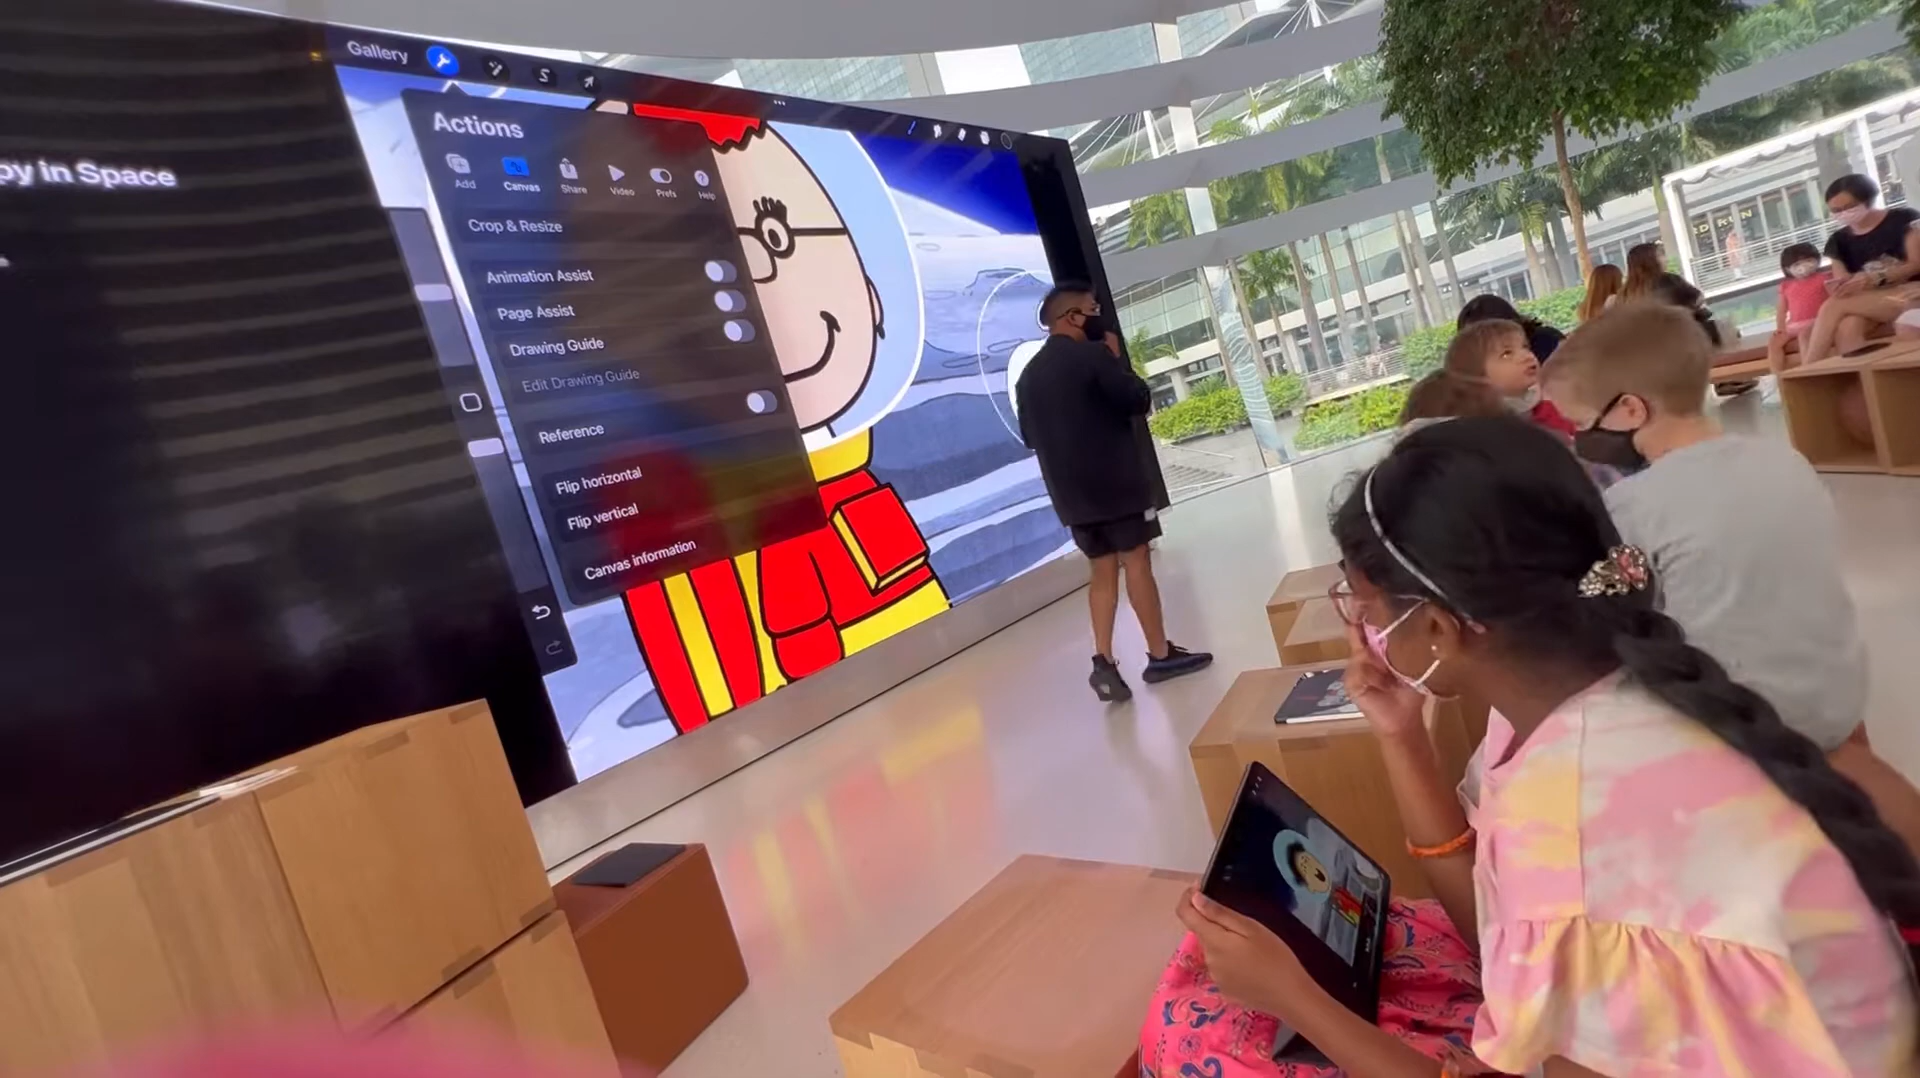 py in Space
Gallery
Actions
Add
Canvas
Share
Video
Prefs
Help
Crop & Resize
Animation Assist
Page Assist
Drawing Guide
Edit Drawing Guide
Reference
Flip horizontal
Flip vertical
Canvas information